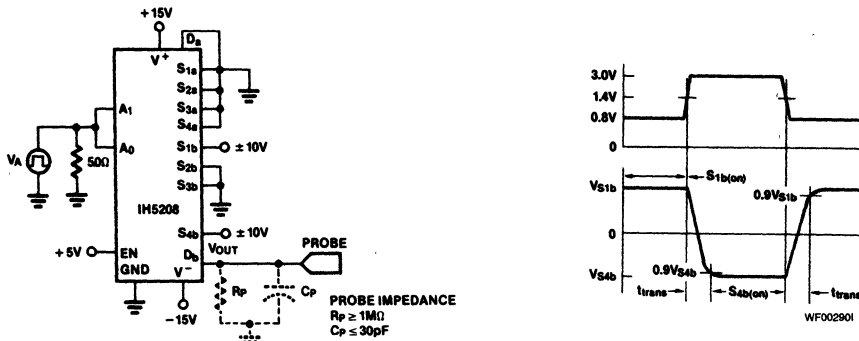 +15V
Da
V+
S1a
S2a
S3a
S4a
A1
A0
S1b ±10V
S2b
S3b
VA
50Ω
IH5208
S4b ±10V
VOUT
PROBE
+5V EN
Db
GND
V−
RP
CP
−15V
PROBE IMPEDANCE
RP ≥ 1MΩ
CP ≤ 30pF
3.0V
1.4V
0.8V
0
VS1b
S1b(on)
0.9VS1b
0
0.9VS4b
VS4b
ttrans
S4b(on)
ttrans
WF00290I